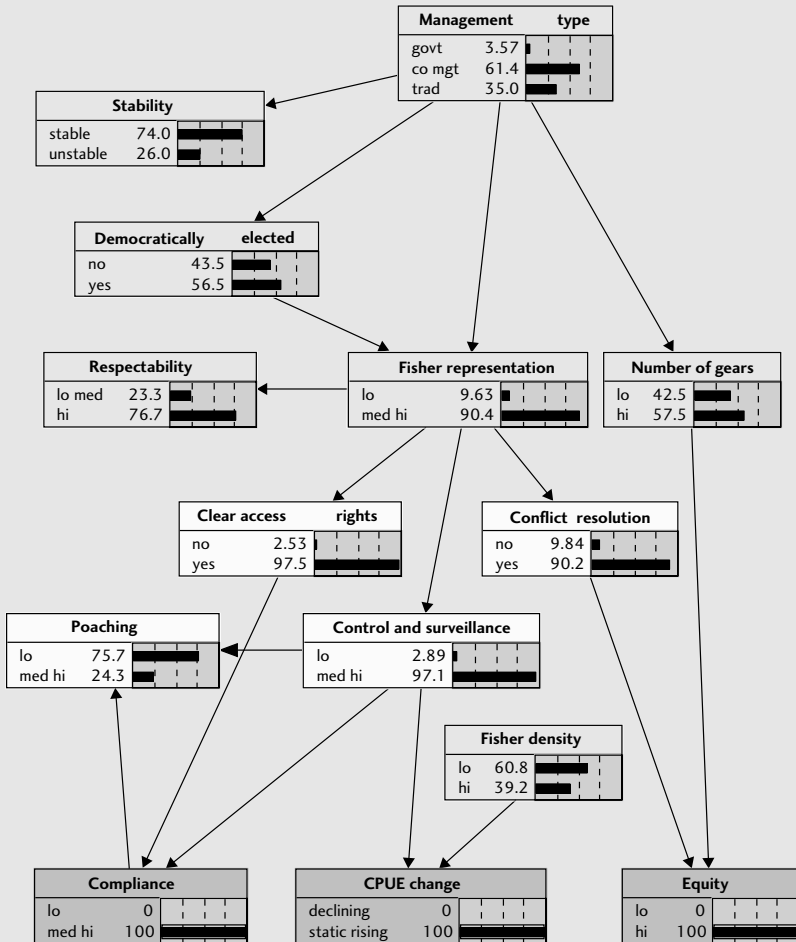 Management type
govt 3.57
co mgt 61.4
trad 35.0
Stability
stable 74.0
unstable 26.0
Democratically elected
no 43.5
yes 56.5
Respectability
lo med 23.3
hi 76.7
Fisher representation
lo 9.63
med hi 90.4
Number of gears
lo 42.5
hi 57.5
Clear access rights
no 2.53
yes 97.5
Conflict resolution
no 9.84
yes 90.2
Poaching
lo 75.7
med hi 24.3
Control and surveillance
lo 2.89
med hi 97.1
Fisher density
lo 60.8
hi 39.2
Compliance
lo 0
med hi 100
CPUE change
declining 0
static rising 100
Equity
lo 0
hi 100